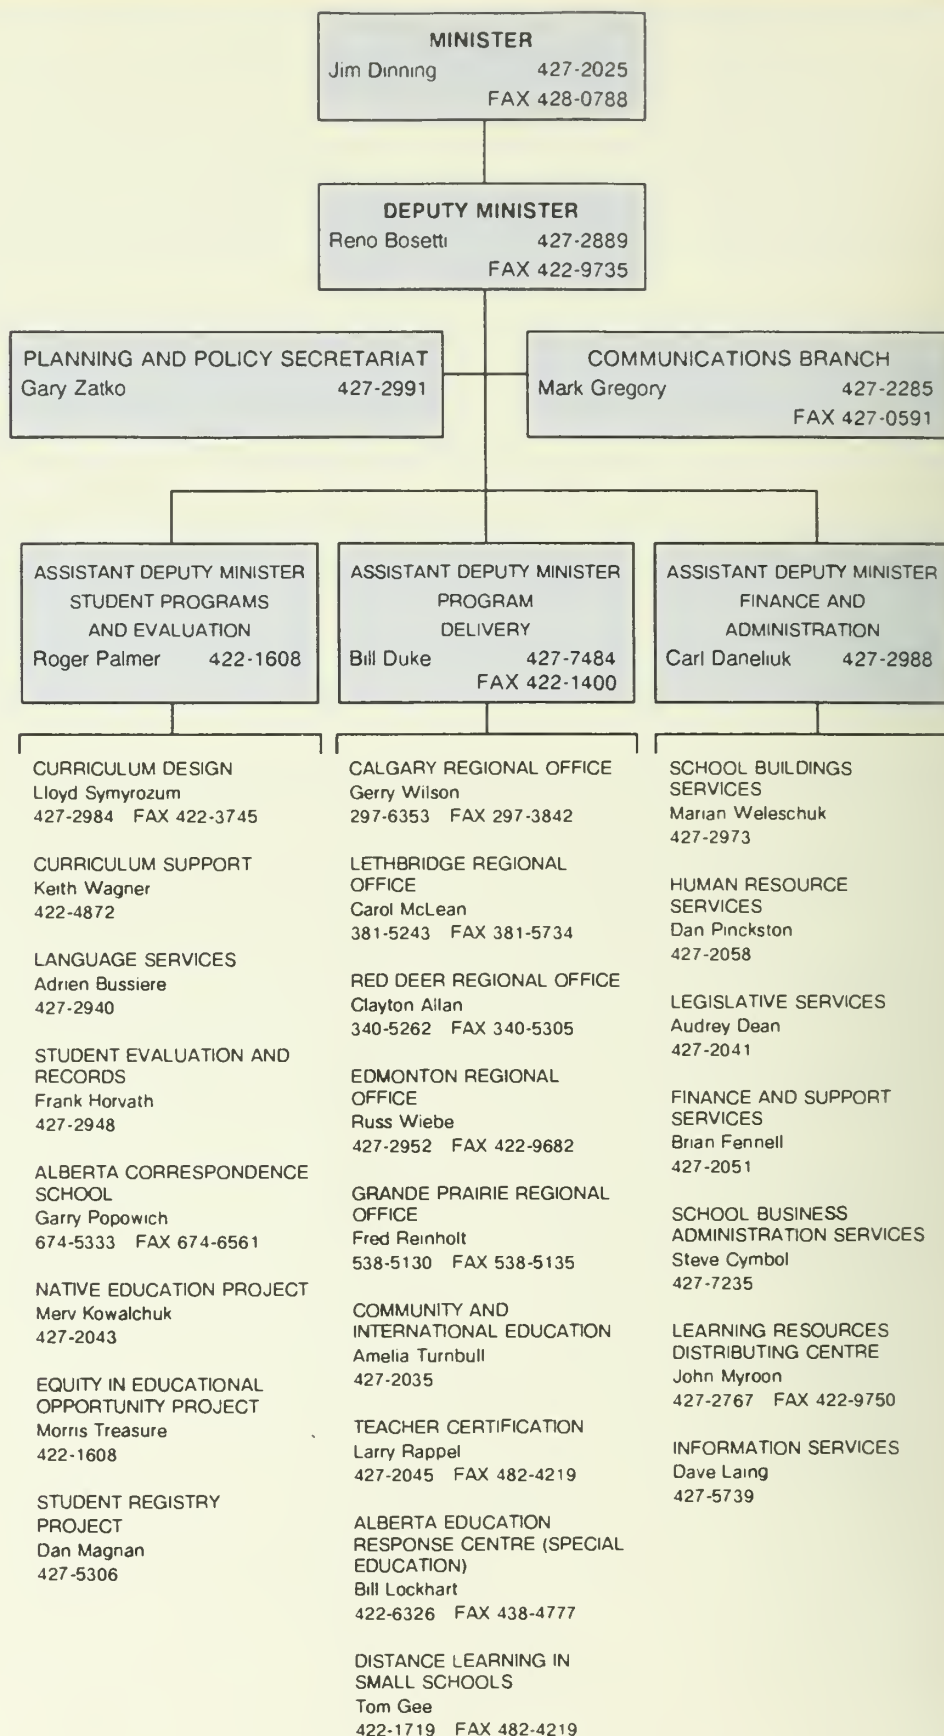 MINISTER
Jim Dinning 427-2025
FAX 428-0788
DEPUTY MINISTER
Reno Bosetti 427-2889
FAX 422-9735
PLANNING AND POLICY SECRETARIAT
Gary Zatko 427-2991
COMMUNICATIONS BRANCH
Mark Gregory 427-2285
FAX 427-0591
ASSISTANT DEPUTY MINISTER
STUDENT PROGRAMS
AND EVALUATION
Roger Palmer 422-1608
ASSISTANT DEPUTY MINISTER
PROGRAM
DELIVERY
Bill Duke 427-7484
FAX 422-1400
ASSISTANT DEPUTY MINISTER
FINANCE AND
ADMINISTRATION
Carl Daneliuk 427-2988
CURRICULUM DESIGN
Lloyd Symyrozum
427-2984 FAX 422-3745
CURRICULUM SUPPORT
Keith Wagner
422-4872
LANGUAGE SERVICES
Adrien Bussiere
427-2940
STUDENT EVALUATION AND
RECORDS
Frank Horvath
427-2948
ALBERTA CORRESPONDENCE
SCHOOL
Garry Popowich
674-5333 FAX 674-6561
NATIVE EDUCATION PROJECT
Merv Kowalchuk
427-2043
EQUITY IN EDUCATIONAL
OPPORTUNITY PROJECT
Morris Treasure
422-1608
STUDENT REGISTRY
PROJECT
Dan Magnan
427-5306
CALGARY REGIONAL OFFICE
Gerry Wilson
297-6353 FAX 297-3842
LETHBRIDGE REGIONAL
OFFICE
Carol McLean
381-5243 FAX 381-5734
RED DEER REGIONAL OFFICE
Clayton Allan
340-5262 FAX 340-5305
EDMONTON REGIONAL
OFFICE
Russ Wiebe
427-2952 FAX 422-9682
GRANDE PRAIRIE REGIONAL
OFFICE
Fred Reinholt
538-5130 FAX 538-5135
COMMUNITY AND
INTERNATIONAL EDUCATION
Amelia Turnbull
427-2035
TEACHER CERTIFICATION
Larry Rappel
427-2045 FAX 482-4219
ALBERTA EDUCATION
RESPONSE CENTRE (SPECIAL
EDUCATION)
Bill Lockhart
422-6326 FAX 438-4777
DISTANCE LEARNING IN
SMALL SCHOOLS
Tom Gee
422-1719 FAX 482-4219
SCHOOL BUILDINGS
SERVICES
Marian Weleschuk
427-2973
HUMAN RESOURCE
SERVICES
Dan Pinckston
427-2058
LEGISLATIVE SERVICES
Audrey Dean
427-2041
FINANCE AND SUPPORT
SERVICES
Brian Fennell
427-2051
SCHOOL BUSINESS
ADMINISTRATION SERVICES
Steve Cymbol
427-7235
LEARNING RESOURCES
DISTRIBUTING CENTRE
John Myroon
427-2767 FAX 422-9750
INFORMATION SERVICES
Dave Laing
427-5739